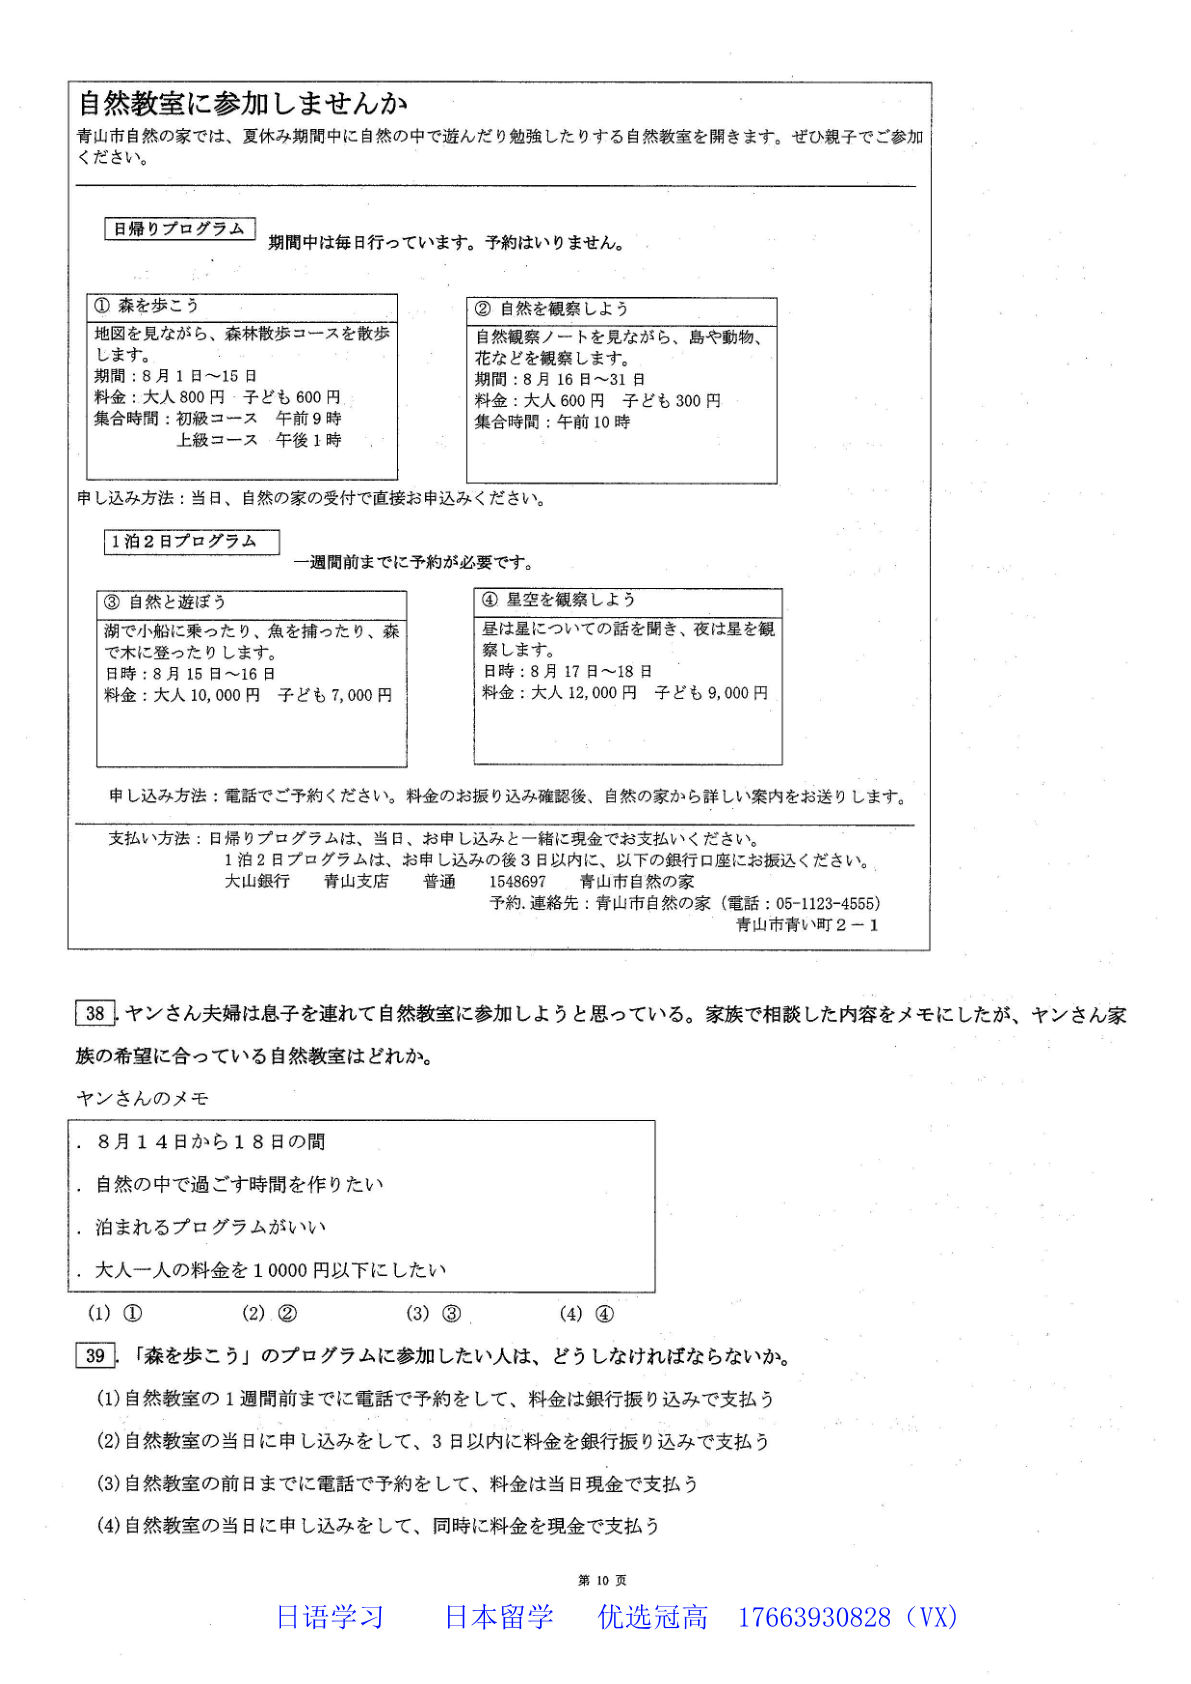 自然教室に参加しませんか
青山市自然の家では、夏休み期間中に自然の中で遊んだり勉強したりする自然教室を開きます。ぜひ親子でご参加
ください。
日帰りプログラム
期間中は毎日行っています。予約はいりません。
① 森を歩こう
地図を見ながら、森林散歩コースを散歩
します。
期間：8月1日～15日
料金：大人800円 子ども600円
集合時間：初級コース 午前9時
上級コース 午後1時
② 自然を観察しよう
自然観察ノートを見ながら、島や動物、
花などを観察します。
期間：8月16日～31日
料金：大人600円 子ども300円
集合時間：午前10時
申し込み方法：当日、自然の家の受付で直接お申込みください。
1泊2日プログラム
一週間前までに予約が必要です。
③ 自然と遊ぼう
湖で小船に乗ったり、魚を捕ったり、森
で木に登ったりします。
日時：8月15日～16日
料金：大人10,000円 子ども7,000円
④ 星空を観察しよう
昼は星についての話を聞き、夜は星を観
察します。
日時：8月17日～18日
料金：大人12,000円 子ども9,000円
申し込み方法：電話でご予約ください。料金のお振り込み確認後、自然の家から詳しい案内をお送りします。
支払い方法：日帰りプログラムは、当日、お申し込みと一緒に現金でお支払いください。
1泊2日プログラムは、お申し込みの後3日以内に、以下の銀行口座にお振込ください。
大山銀行 青山支店 普通 1548697 青山市自然の家
予約.連絡先：青山市自然の家（電話：05-1123-4555）
青山市青い町２－１
38.ヤンさん夫婦は息子を連れて自然教室に参加しようと思っている。家族で相談した内容をメモにしたが、ヤンさん家
族の希望に合っている自然教室はどれか。
ヤンさんのメモ
．８月１４日から１８日の間
．自然の中で過ごす時間を作りたい
．泊まれるプログラムがいい
．大人一人の料金を１0000円以下にしたい
(1) ① (2) ② (3) ③ (4) ④
39.「森を歩こう」のプログラムに参加したい人は、どうしなければならないか。
(1)自然教室の1週間前までに電話で予約をして、料金は銀行振り込みで支払う
(2)自然教室の当日に申し込みをして、3日以内に料金を銀行振り込みで支払う
(3)自然教室の前日までに電話で予約をして、料金は当日現金で支払う
(4)自然教室の当日に申し込みをして、同時に料金を現金で支払う
第 10 页
日语学习 日本留学 优选冠高 17663930828（VX）